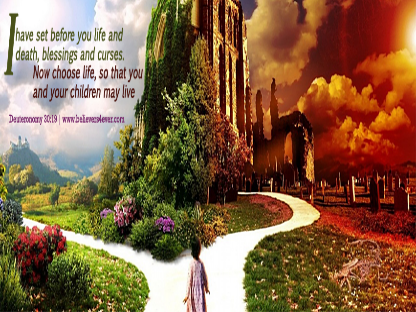 I have set before you life and
death, blessings and curses.
Now choose life, so that you
and your children may live
Deuteronomy 30:19 | www.believers4ever.com